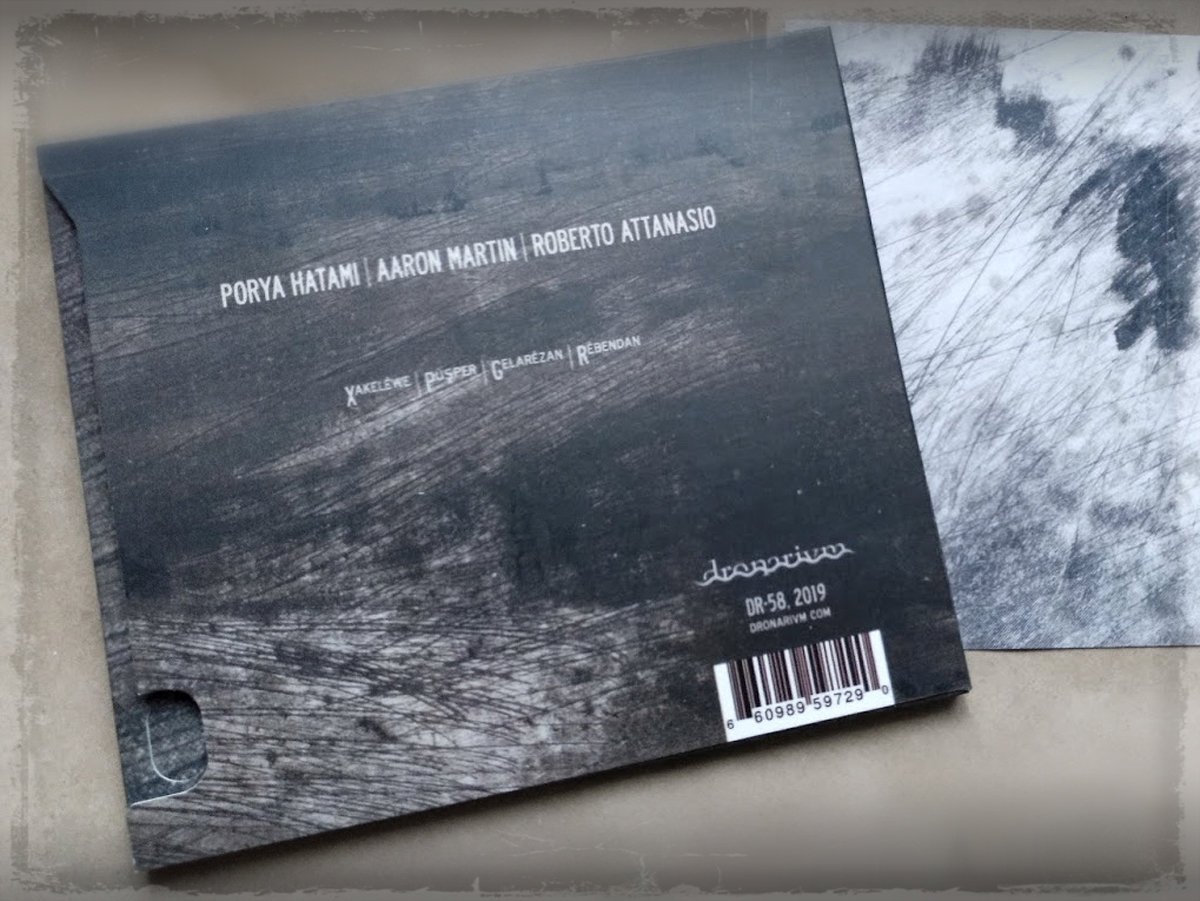 PORYA HATAMI | AARON MARTIN | ROBERTO ATTANASIO
XAKELÊWE | PÛŞPER | GELARÊZAN | RÊBENDAN
dronarivm
DR-58, 2019
DRONARIVM.COM
6 60989 59729 0